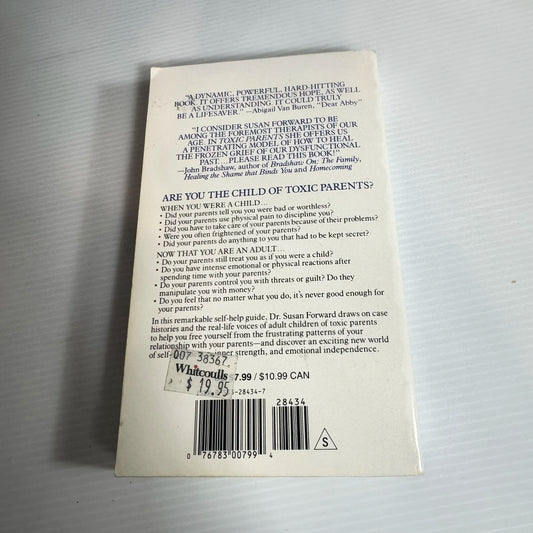 "A DYNAMIC, POWERFUL, HARD-HITTING
BOOK. IT OFFERS TREMENDOUS HOPE, AS WELL
AS UNDERSTANDING. IT COULD TRULY
BE A LIFESAVER."—Abigail Van Buren, "Dear Abby"
"I CONSIDER SUSAN FORWARD TO BE
AMONG THE FOREMOST THERAPISTS OF OUR
AGE. IN TOXIC PARENTS SHE OFFERS US
A PENETRATING MODEL OF HOW TO HEAL
THE FROZEN GRIEF OF OUR DYSFUNCTIONAL
PAST....PLEASE READ THIS BOOK!"
—John Bradshaw, author of Bradshaw On: The Family,
Healing the Shame that Binds You and Homecoming
ARE YOU THE CHILD OF TOXIC PARENTS?
WHEN YOU WERE A CHILD...
• Did your parents tell you you were bad or worthless?
• Did your parents use physical pain to discipline you?
• Did you have to take care of your parents because of their problems?
• Were you often frightened of your parents?
• Did your parents do anything to you that had to be kept secret?
NOW THAT YOU ARE AN ADULT...
• Do your parents still treat you as if you were a child?
• Do you have intense emotional or physical reactions after
spending time with your parents?
• Do your parents control you with threats or guilt? Do they
manipulate you with money?
• Do you feel that no matter what you do, it's never good enough for
your parents?
In this remarkable self-help guide, Dr. Susan Forward draws on case
histories and the real-life voices of adult children of toxic parents
to help you free yourself from the frustrating patterns of your
relationship with your parents—and discover an exciting new world
of self- inner strength, and emotional independence.
007 38367
Whitcoulls
$ 19.95
7.99 / $10.99 CAN
-28434-7
28434
0 76783 00799 4
S